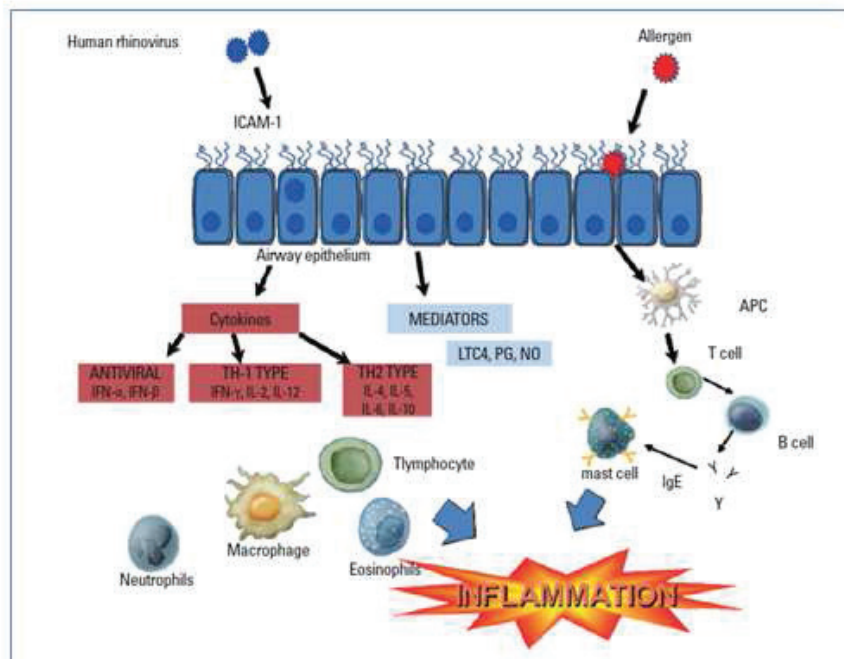 Human rhinovirus
Allergen
ICAM-1
Airway epithelium
Cytokines
MEDIATORS
LTC4, PG, NO
ANTIVIRAL
IFN-α, IFN-β
TH-1 TYPE
IFN-γ, IL-2, IL-12
TH2 TYPE
IL-4, IL-5,
IL-6, IL-10
APC
T cell
B cell
Y Y
Y
IgE
mast cell
Tlymphocyte
Macrophage
Neutrophils
Eosinophils
INFLAMMATION